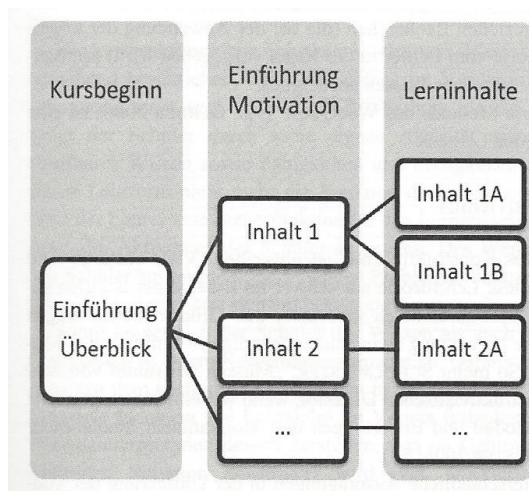 Kursbeginn
Einführung
Motivation
Lerninhalte
Einführung
Überblick
Inhalt 1
Inhalt 2
...
Inhalt 1A
Inhalt 1B
Inhalt 2A
...